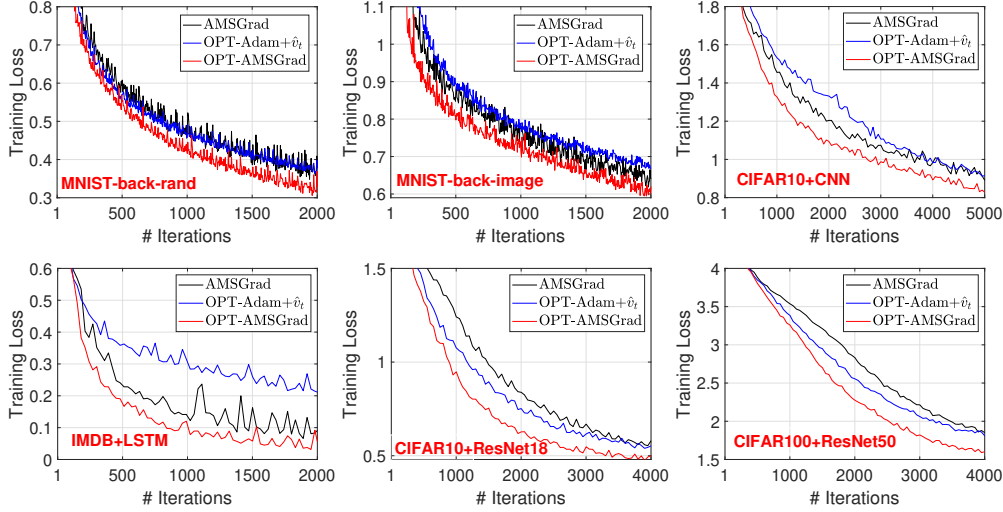 0.8
0.7
0.6
0.5
0.4
0.3
Training Loss
AMSGrad
OPT-Adam+v̂ₜ
OPT-AMSGrad
MNIST-back-rand
1 500 1000 1500 2000
# Iterations
1.1
1
0.9
0.8
0.7
0.6
Training Loss
AMSGrad
OPT-Adam+v̂ₜ
OPT-AMSGrad
MNIST-back-image
1 500 1000 1500 2000
# Iterations
1.8
1.6
1.4
1.2
1
0.8
Training Loss
AMSGrad
OPT-Adam+v̂ₜ
OPT-AMSGrad
CIFAR10+CNN
1 1000 2000 3000 4000 5000
# Iterations
0.6
0.5
0.4
0.3
0.2
0.1
0
Training Loss
AMSGrad
OPT-Adam+v̂ₜ
OPT-AMSGrad
IMDB+LSTM
1 500 1000 1500 2000
# Iterations
1.5
1
0.5
Training Loss
AMSGrad
OPT-Adam+v̂ₜ
OPT-AMSGrad
CIFAR10+ResNet18
1 1000 2000 3000 4000
# Iterations
4
3.5
3
2.5
2
1.5
Training Loss
AMSGrad
OPT-Adam+v̂ₜ
OPT-AMSGrad
CIFAR100+ResNet50
1 1000 2000 3000 4000
# Iterations